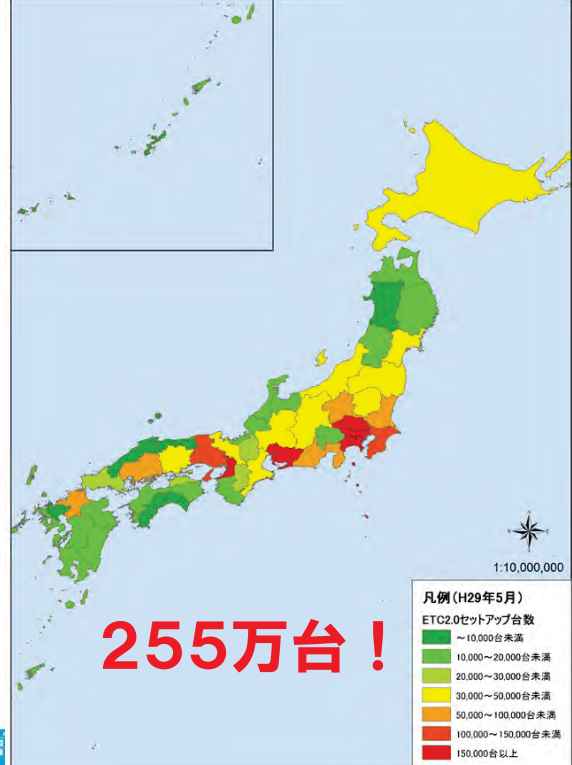 1:10,000,000
凡例(H29年5月)
ETC2.0セットアップ台数
～10,000台未満
10,000～20,000台未満
20,000～30,000台未満
30,000～50,000台未満
50,000～100,000台未満
100,000～150,000台未満
150,000台以上
255万台！